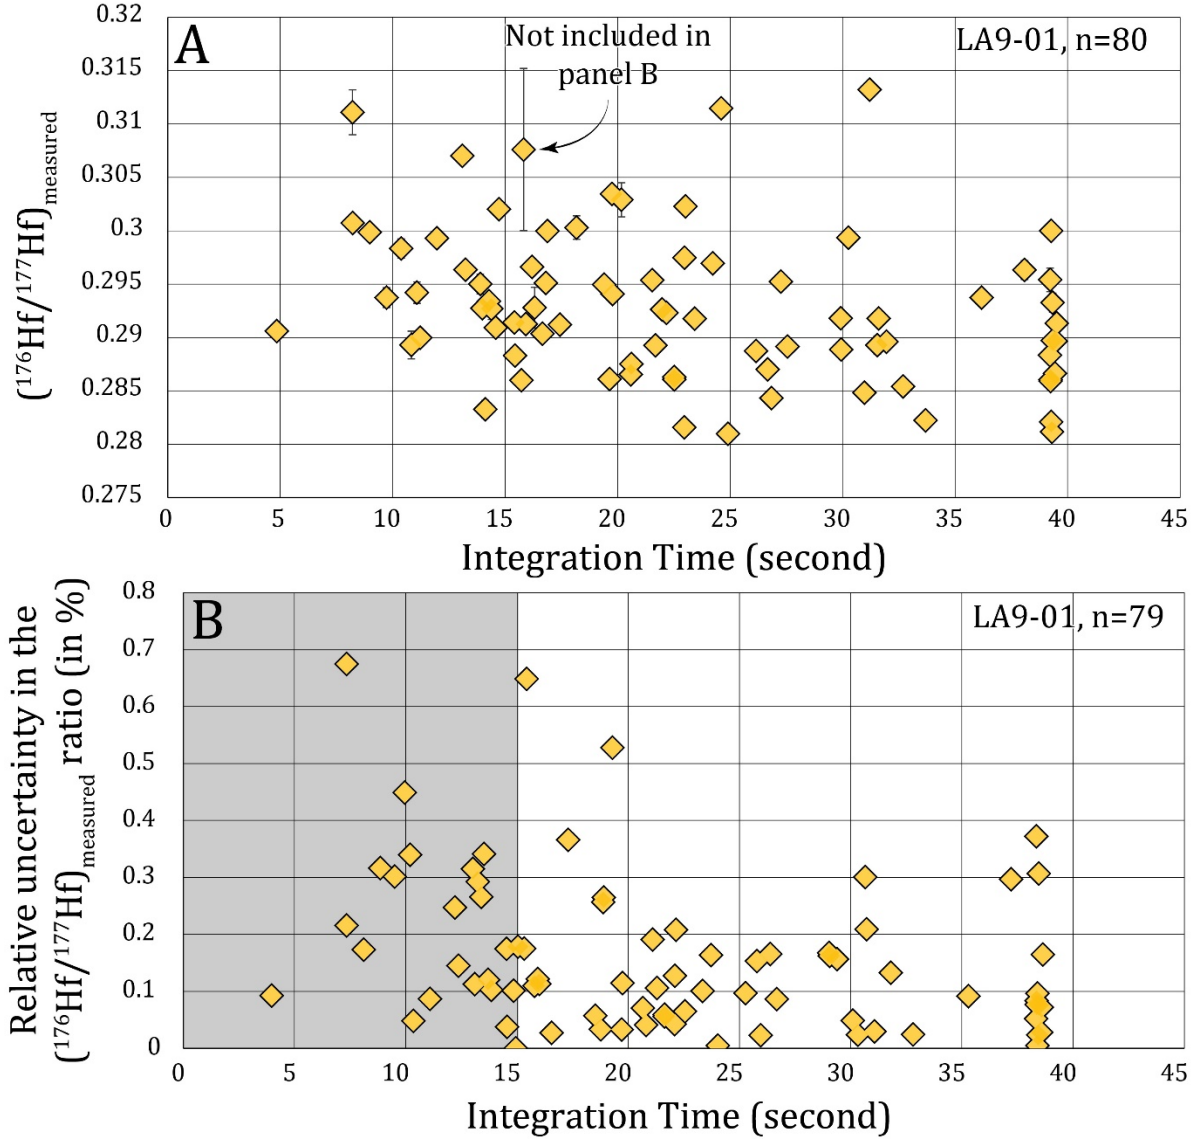 A
Not included in
panel B
LA9-01, n=80
0.32
0.315
0.31
0.305
0.3
0.295
0.29
0.285
0.28
0.275
(¹⁷⁶Hf/¹⁷⁷Hf)measured
0 5 10 15 20 25 30 35 40 45
Integration Time (second)
B
LA9-01, n=79
0.8
0.7
0.6
0.5
0.4
0.3
0.2
0.1
0
Relative uncertainty in the
(¹⁷⁶Hf/¹⁷⁷Hf)measured ratio (in %)
0 5 10 15 20 25 30 35 40 45
Integration Time (second)